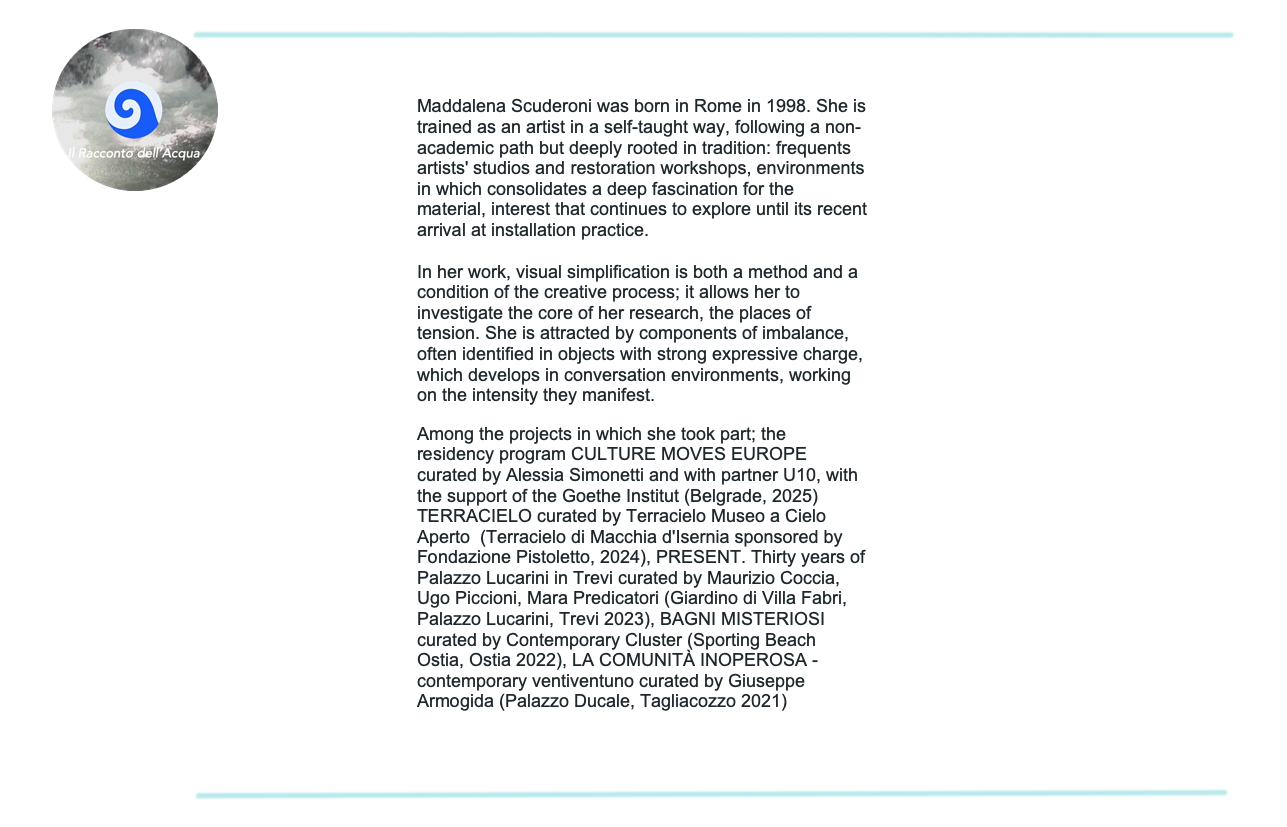 Il Racconto dell'Acqua
Maddalena Scuderoni was born in Rome in 1998. She is
trained as an artist in a self-taught way, following a non-
academic path but deeply rooted in tradition: frequents
artists' studios and restoration workshops, environments
in which consolidates a deep fascination for the
material, interest that continues to explore until its recent
arrival at installation practice.
In her work, visual simplification is both a method and a
condition of the creative process; it allows her to
investigate the core of her research, the places of
tension. She is attracted by components of imbalance,
often identified in objects with strong expressive charge,
which develops in conversation environments, working
on the intensity they manifest.
Among the projects in which she took part; the
residency program CULTURE MOVES EUROPE
curated by Alessia Simonetti and with partner U10, with
the support of the Goethe Institut (Belgrade, 2025)
TERRACIELO curated by Terracielo Museo a Cielo
Aperto  (Terracielo di Macchia d'Isernia sponsored by
Fondazione Pistoletto, 2024), PRESENT. Thirty years of
Palazzo Lucarini in Trevi curated by Maurizio Coccia,
Ugo Piccioni, Mara Predicatori (Giardino di Villa Fabri,
Palazzo Lucarini, Trevi 2023), BAGNI MISTERIOSI
curated by Contemporary Cluster (Sporting Beach
Ostia, Ostia 2022), LA COMUNITÀ INOPEROSA -
contemporary ventiventuno curated by Giuseppe
Armogida (Palazzo Ducale, Tagliacozzo 2021)